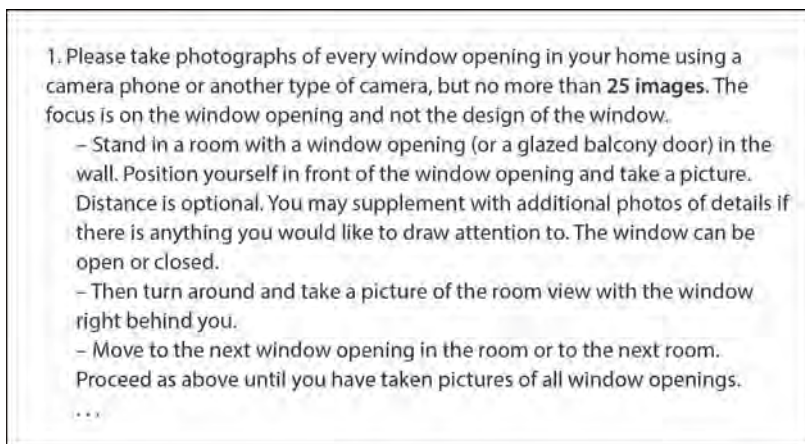 1. Please take photographs of every window opening in your home using a
camera phone or another type of camera, but no more than 25 images. The
focus is on the window opening and not the design of the window.
– Stand in a room with a window opening (or a glazed balcony door) in the
wall. Position yourself in front of the window opening and take a picture.
Distance is optional. You may supplement with additional photos of details if
there is anything you would like to draw attention to. The window can be
open or closed.
– Then turn around and take a picture of the room view with the window
right behind you.
– Move to the next window opening in the room or to the next room.
Proceed as above until you have taken pictures of all window openings.
. . .